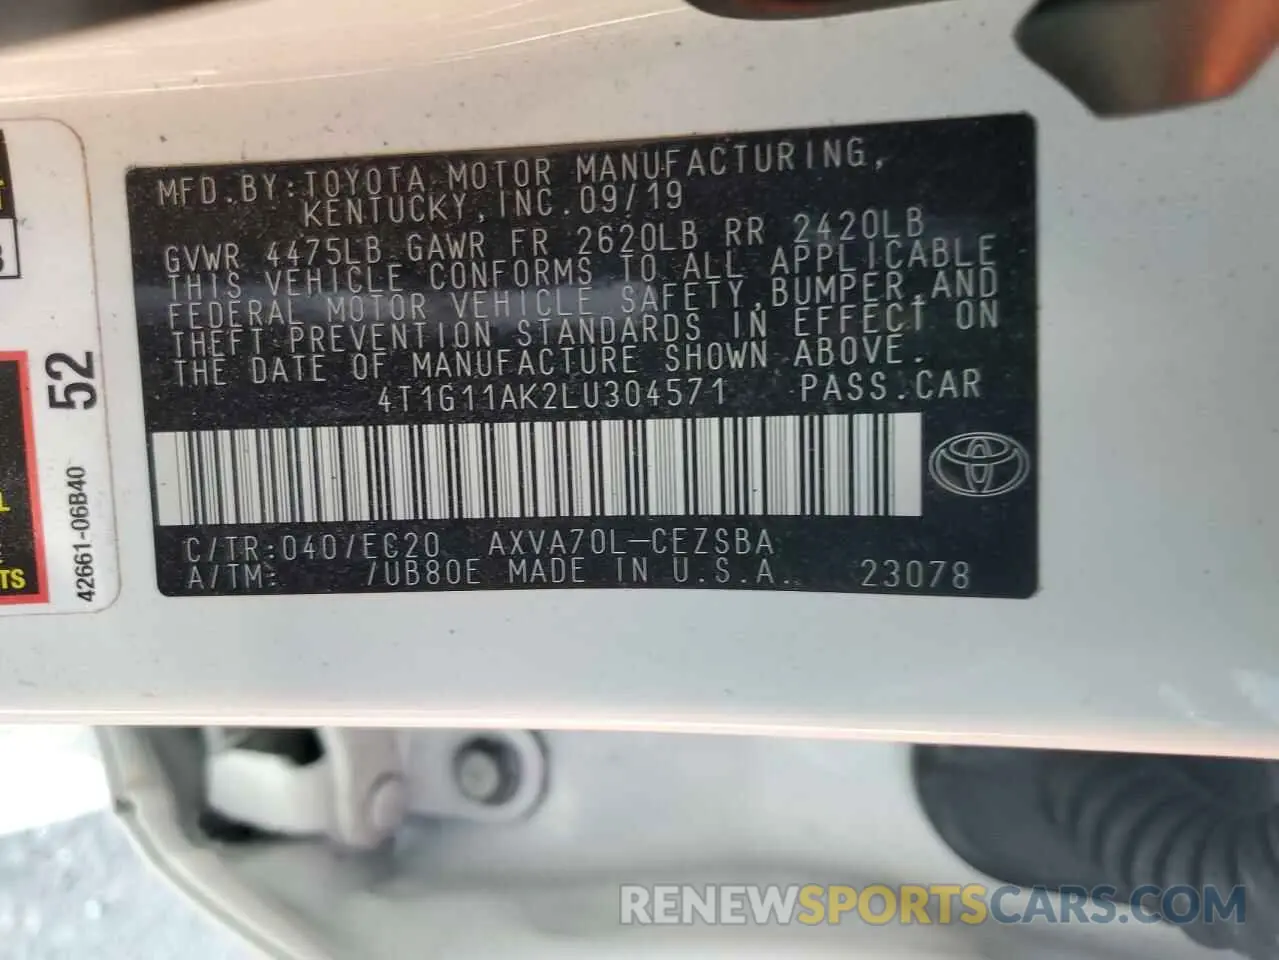 MFD.BY:TOYOTA MOTOR MANUFACTURING,
KENTUCKY,INC.09/19
GVWR 4475LB GAWR FR 2620LB RR 2420LB
THIS VEHICLE CONFORMS TO ALL APPLICABLE
FEDERAL MOTOR VEHICLE SAFETY,BUMPER,AND
THEFT PREVENTION STANDARDS IN EFFECT ON
THE DATE OF MANUFACTURE SHOWN ABOVE.
4T1G11AK2LU304571 PASS.CAR
C/TR:040/EC20 AXVA70L-CEZSBA
A/TM: /UB80E MADE IN U.S.A. 23078
52
42661-06B40
RENEWSPORTSCARS.COM